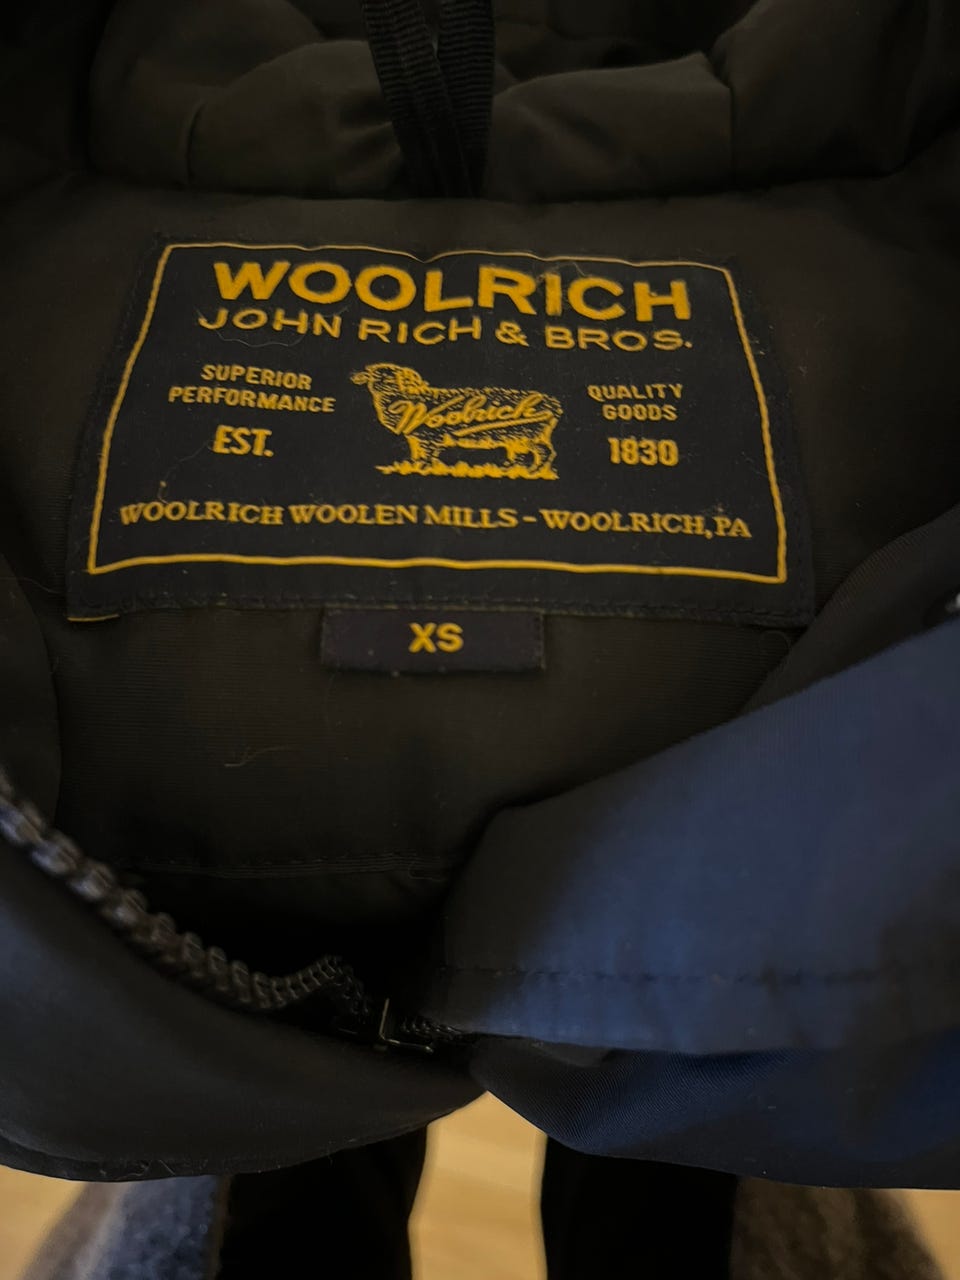 WOOLRICH
JOHN RICH & BROS.
SUPERIOR
PERFORMANCE
EST.
Woolrich
QUALITY
GOODS
1830
WOOLRICH WOOLEN MILLS - WOOLRICH, PA
XS